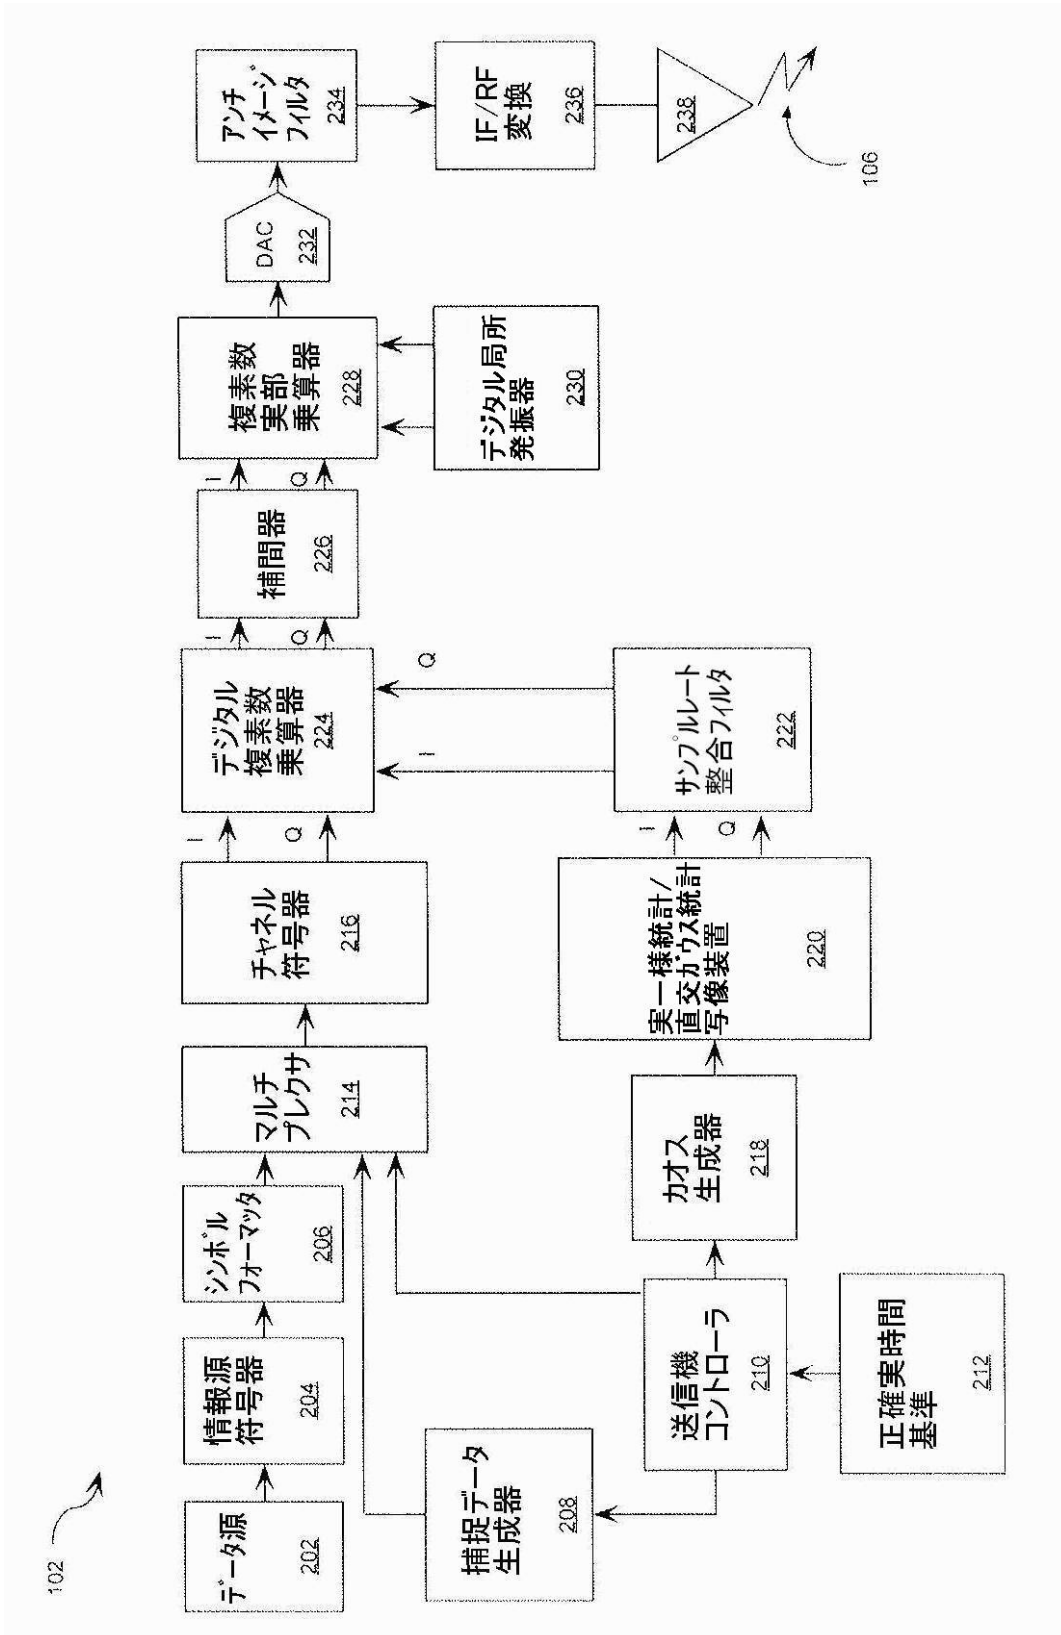 102
データ源
202
情報源
符号器
204
シンボル
フォーマッタ
206
マルチ
プレクサ
214
チャネル
符号器
216
I
Q
デジタル
複素数
乗算器
224
I
Q
補間器
226
I
Q
複素数
実部
乗算器
228
DAC
232
アンチ
イメージ
フィルタ
234
捕捉データ
生成器
208
I
Q
デジタル局所
発振器
230
IF/RF
変換
236
送信機
コントローラ
210
カオス
生成器
218
実一様統計/
直交ガウス統計
写像装置
220
I
Q
サンプルレート
整合フィルタ
222
238
106
正確実時間
基準
212